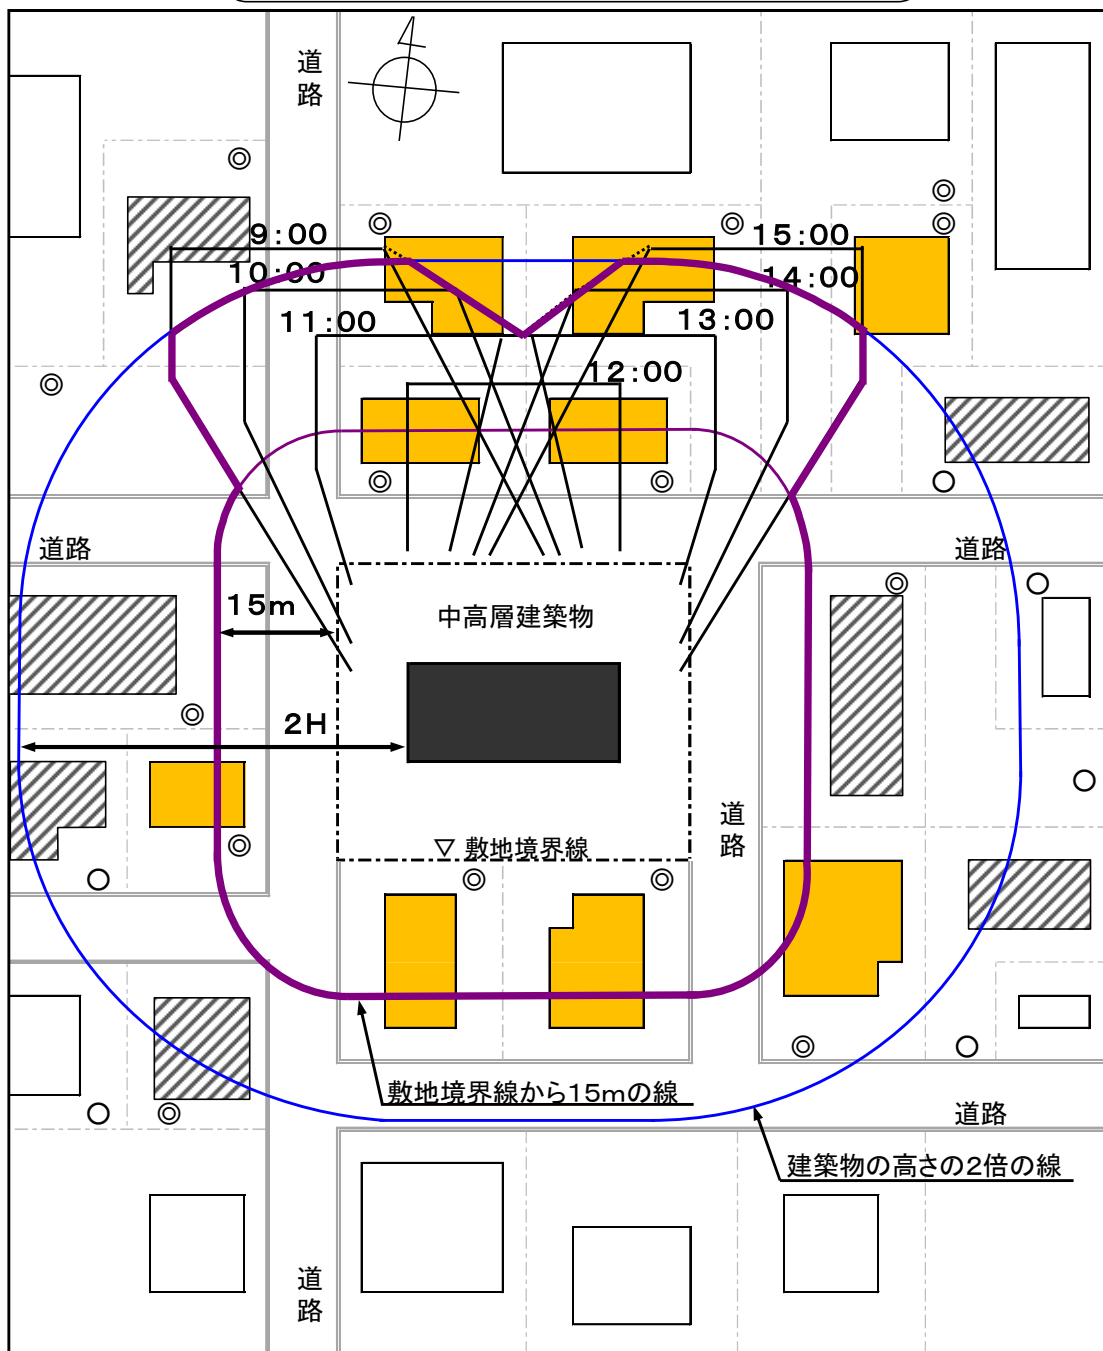 道路
9:00
15:00
10:00
14:00
11:00
13:00
12:00
道路
道路
15m
中高層建築物
2H
道路
▽ 敷地境界線
敷地境界線から15mの線
道路
建築物の高さの2倍の線
道路